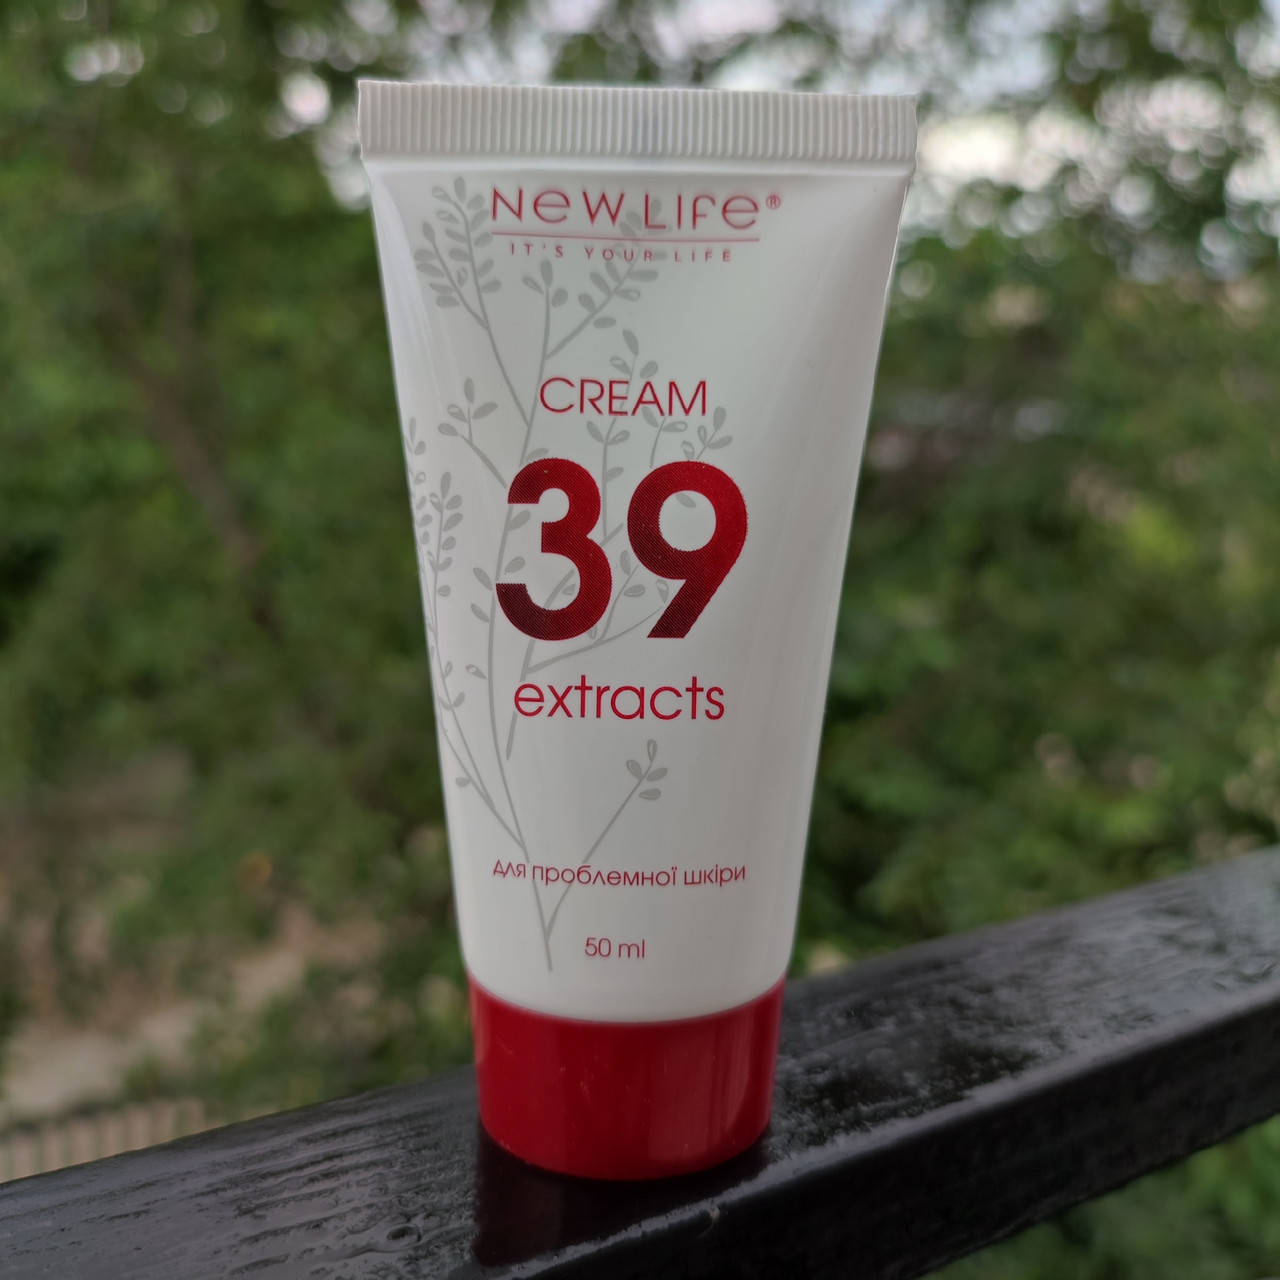 New Life®
IT'S YOUR LIFE
CREAM
39
extracts
для проблемної шкіри
50 ml